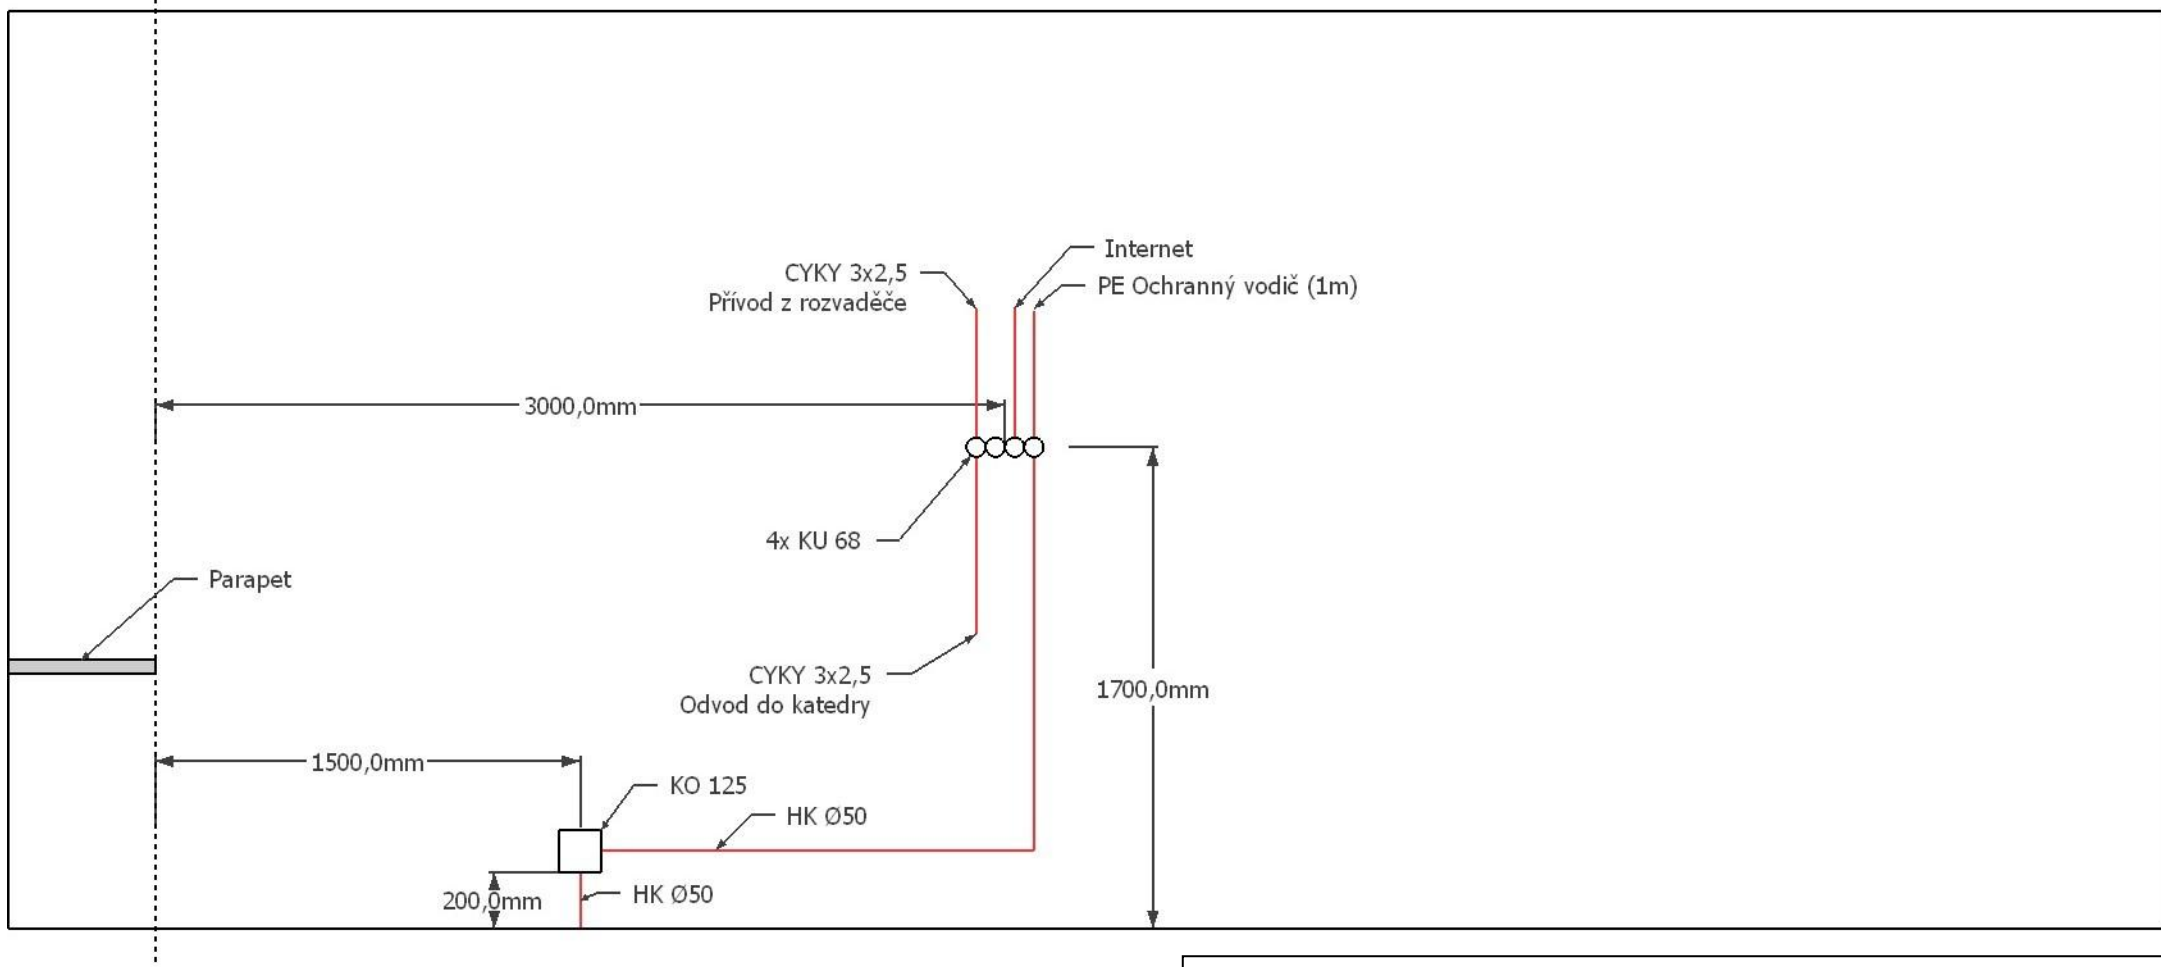 Internet
CYKY 3x2,5
Přívod z rozvaděče
PE Ochranný vodič (1m)
3000,0mm
4x KU 68
Parapet
CYKY 3x2,5
Odvod do katedry
1700,0mm
1500,0mm
KO 125
HK Ø50
200,0mm
HK Ø50